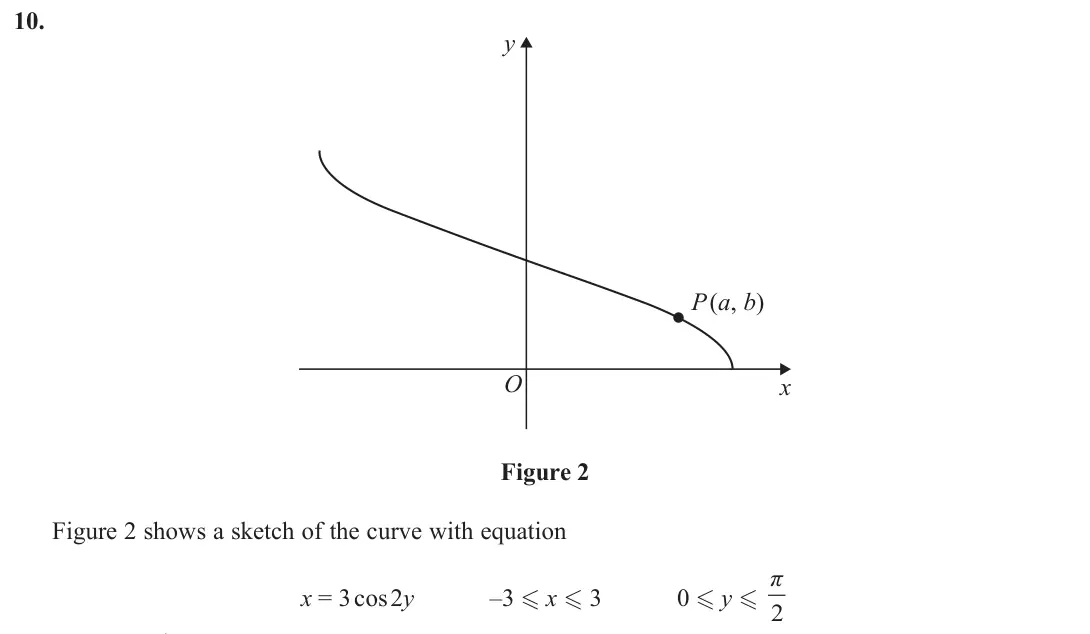 10.
y
P(a, b)
O
x
Figure 2
Figure 2 shows a sketch of the curve with equation
x = 3 cos 2y    –3 ⩽ x ⩽ 3    0 ⩽ y ⩽ π/2